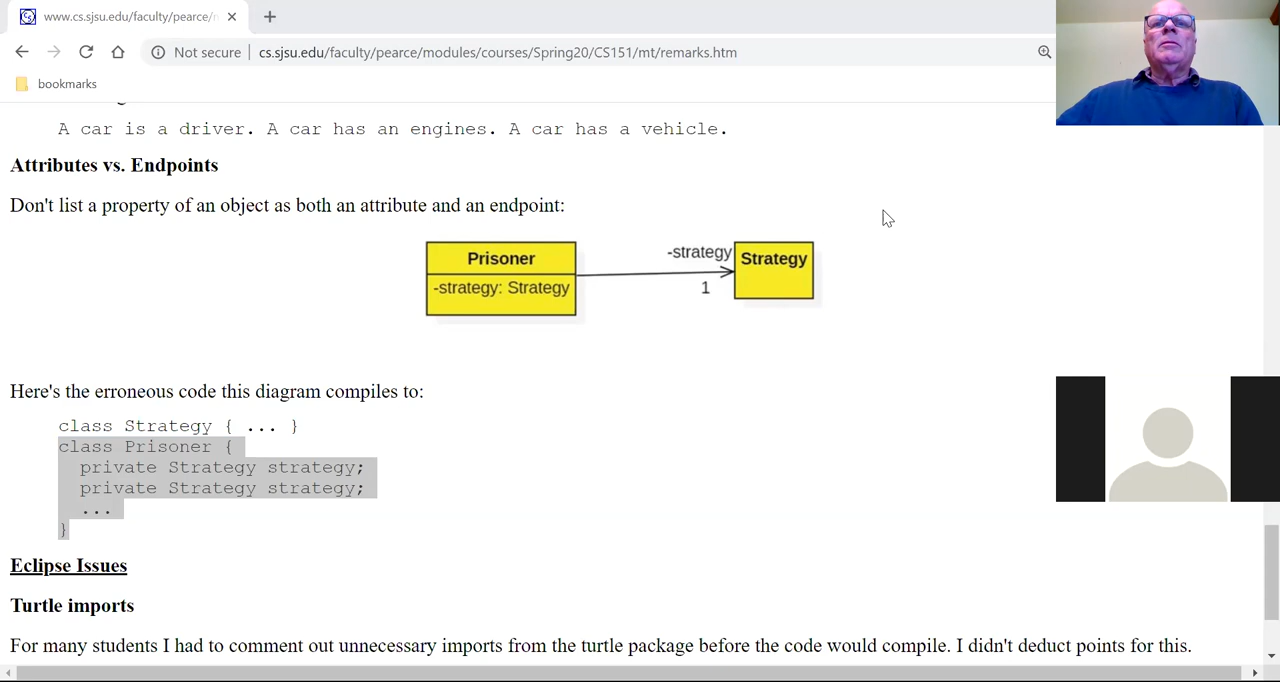 www.cs.sjsu.edu/faculty/pearce/
Not secure
cs.sjsu.edu/faculty/pearce/modules/courses/Spring20/CS151/mt/remarks.htm
bookmarks
A car is a driver. A car has an engines. A car has a vehicle.
Attributes vs. Endpoints
Don't list a property of an object as both an attribute and an endpoint:
Prisoner
-strategy: Strategy
-strategy
1
Strategy
Here's the erroneous code this diagram compiles to:
class Strategy { ... }
class Prisoner {
private Strategy strategy;
private Strategy strategy;
...
}
Eclipse Issues
Turtle imports
For many students I had to comment out unnecessary imports from the turtle package before the code would compile. I didn't deduct points for this.